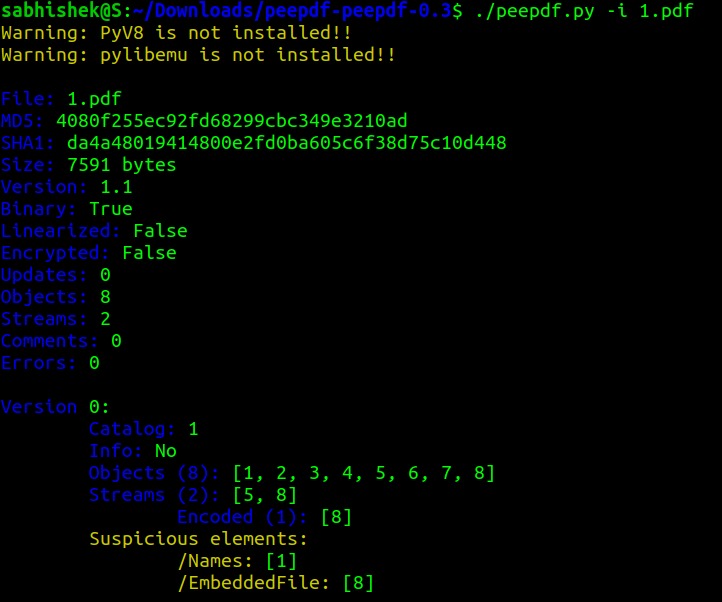 sabhishek@S:~/Downloads/peepdf-peepdf-0.3$ ./peepdf.py -i 1.pdf
Warning: PyV8 is not installed!!
Warning: pylibemu is not installed!!
File: 1.pdf
MD5: 4080f255ec92fd68299cbc349e3210ad
SHA1: da4a48019414800e2fd0ba605c6f38d75c10d448
Size: 7591 bytes
Version: 1.1
Binary: True
Linearized: False
Encrypted: False
Updates: 0
Objects: 8
Streams: 2
Comments: 0
Errors: 0
Version 0:
Catalog: 1
Info: No
Objects (8): [1, 2, 3, 4, 5, 6, 7, 8]
Streams (2): [5, 8]
Encoded (1): [8]
Suspicious elements:
/Names: [1]
/EmbeddedFile: [8]